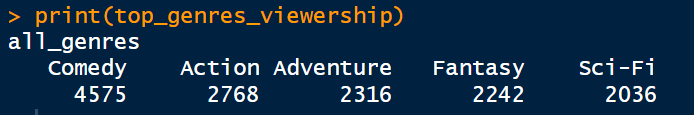 > print(top_genres_viewership)
all_genres
   Comedy    Action Adventure   Fantasy    Sci-Fi
     4575      2768      2316      2242      2036